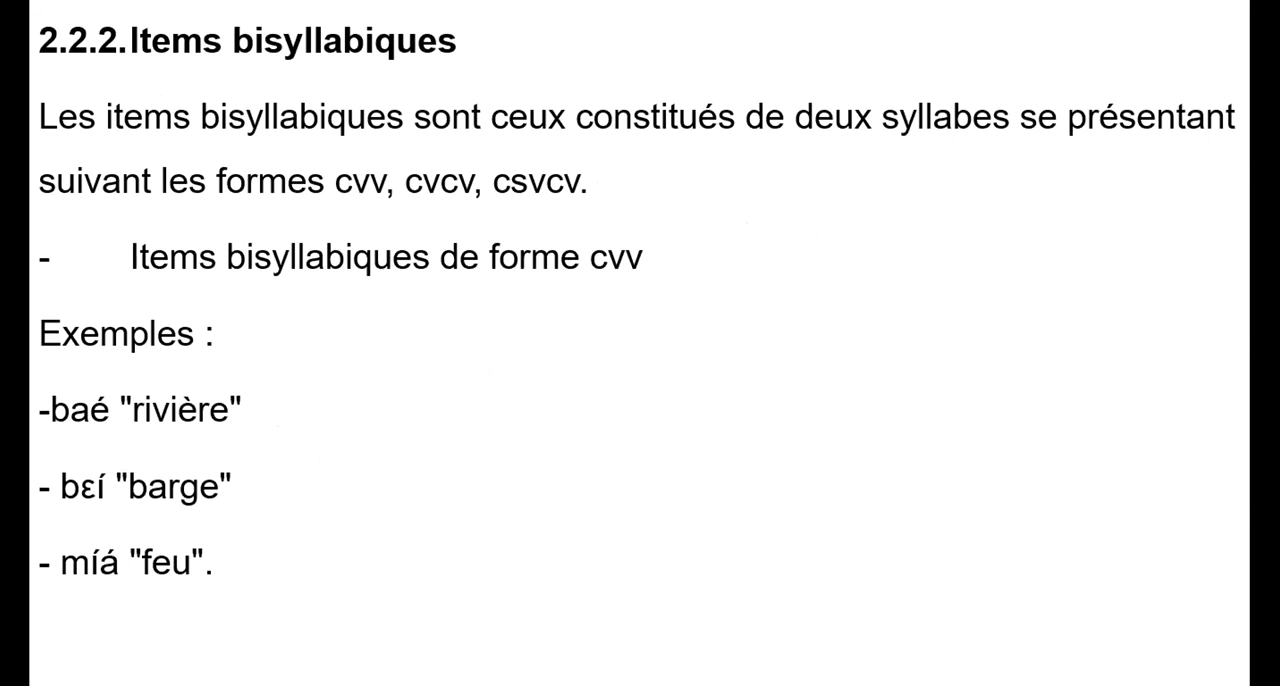 2.2.2. Items bisyllabiques
Les items bisyllabiques sont ceux constitués de deux syllabes se présentant
suivant les formes cvv, cvcv, csvcv.
- Items bisyllabiques de forme cvv
Exemples :
-baé "rivière"
- bɛí "barge"
- míá "feu".